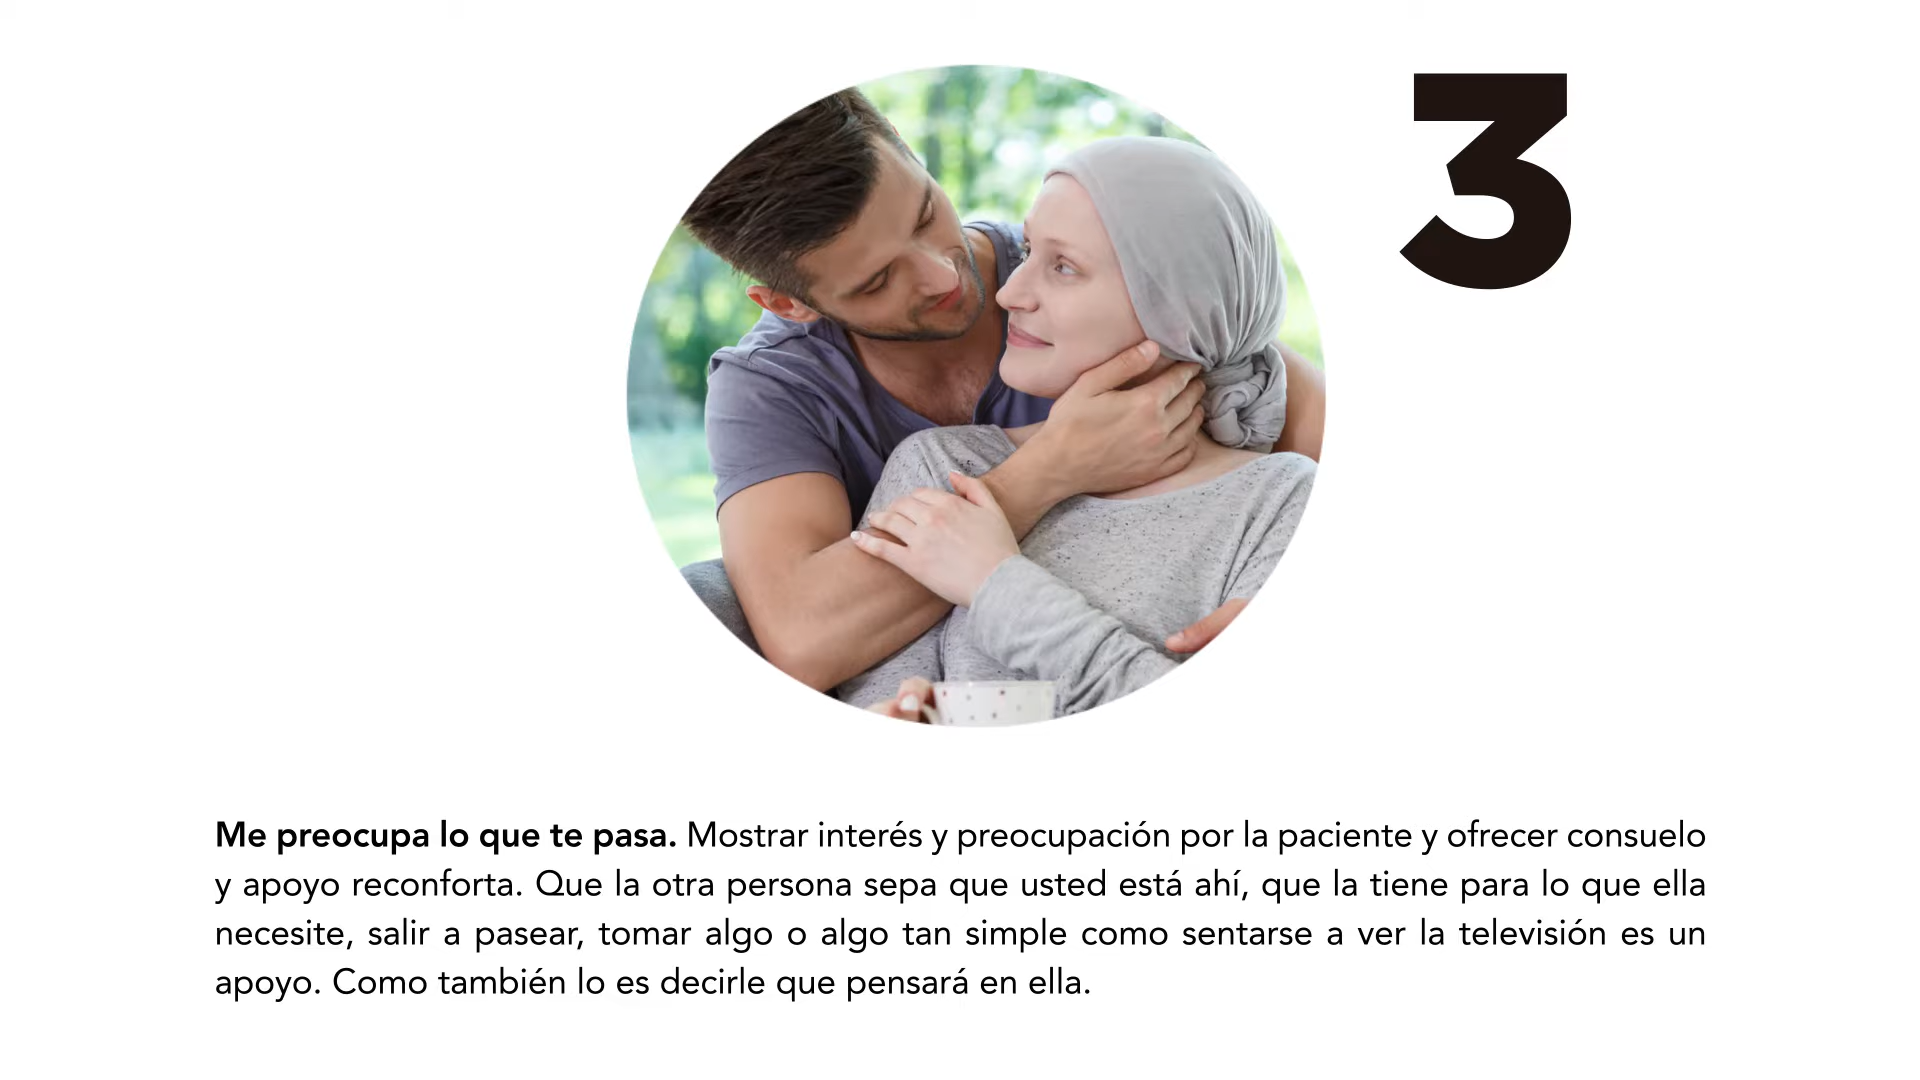 3
Me preocupa lo que te pasa. Mostrar interés y preocupación por la paciente y ofrecer consuelo
y apoyo reconforta. Que la otra persona sepa que usted está ahí, que la tiene para lo que ella
necesite, salir a pasear, tomar algo o algo tan simple como sentarse a ver la televisión es un
apoyo. Como también lo es decirle que pensará en ella.